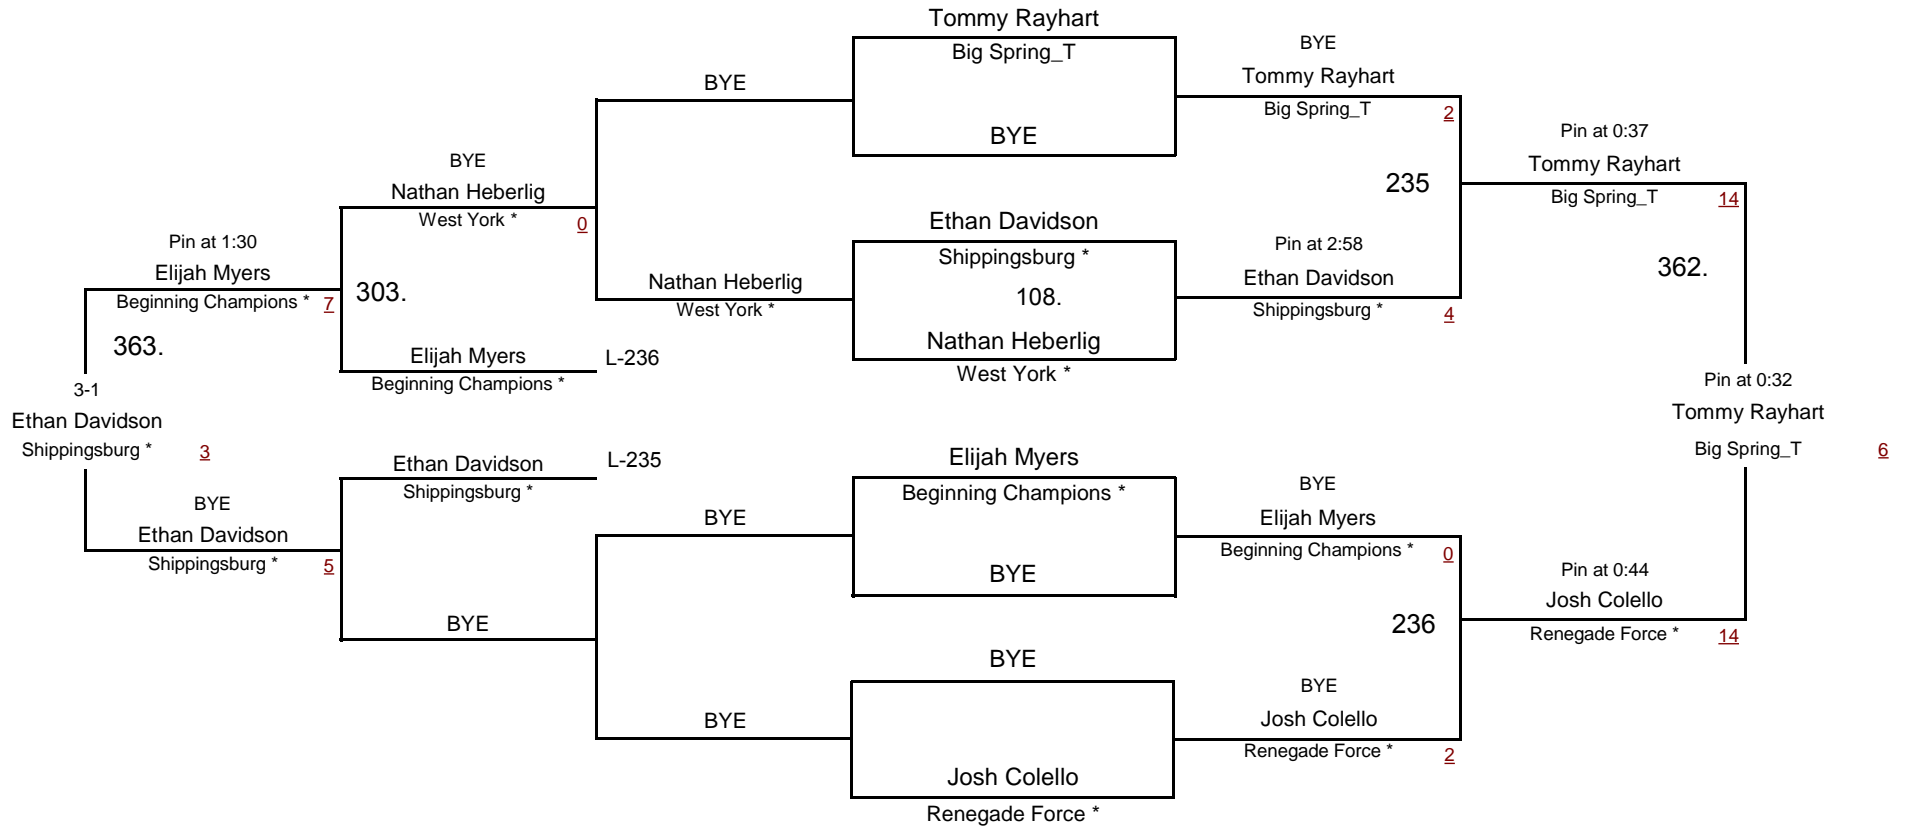 Tommy Rayhart
Big Spring_T
BYE
BYE
Tommy Rayhart
Big Spring_T
2
BYE
BYE
Nathan Heberlig
West York *
0
Pin at 0:37
Tommy Rayhart
Big Spring_T
14
235
Pin at 1:30
Elijah Myers
Beginning Champions *
7
303.
Ethan Davidson
Shippingsburg *
108.
Nathan Heberlig
West York *
Nathan Heberlig
West York *
Pin at 2:58
Ethan Davidson
Shippingsburg *
4
362.
363.
Elijah Myers
Beginning Champions *
L-236
3-1
Ethan Davidson
Shippingsburg *
3
Pin at 0:32
Tommy Rayhart
Big Spring_T
6
Ethan Davidson
Shippingsburg *
L-235
Elijah Myers
Beginning Champions *
BYE
BYE
Elijah Myers
Beginning Champions *
0
BYE
BYE
Ethan Davidson
Shippingsburg *
5
Pin at 0:44
Josh Colello
Renegade Force *
14
236
BYE
BYE
BYE
Josh Colello
Renegade Force *
BYE
Josh Colello
Renegade Force *
2